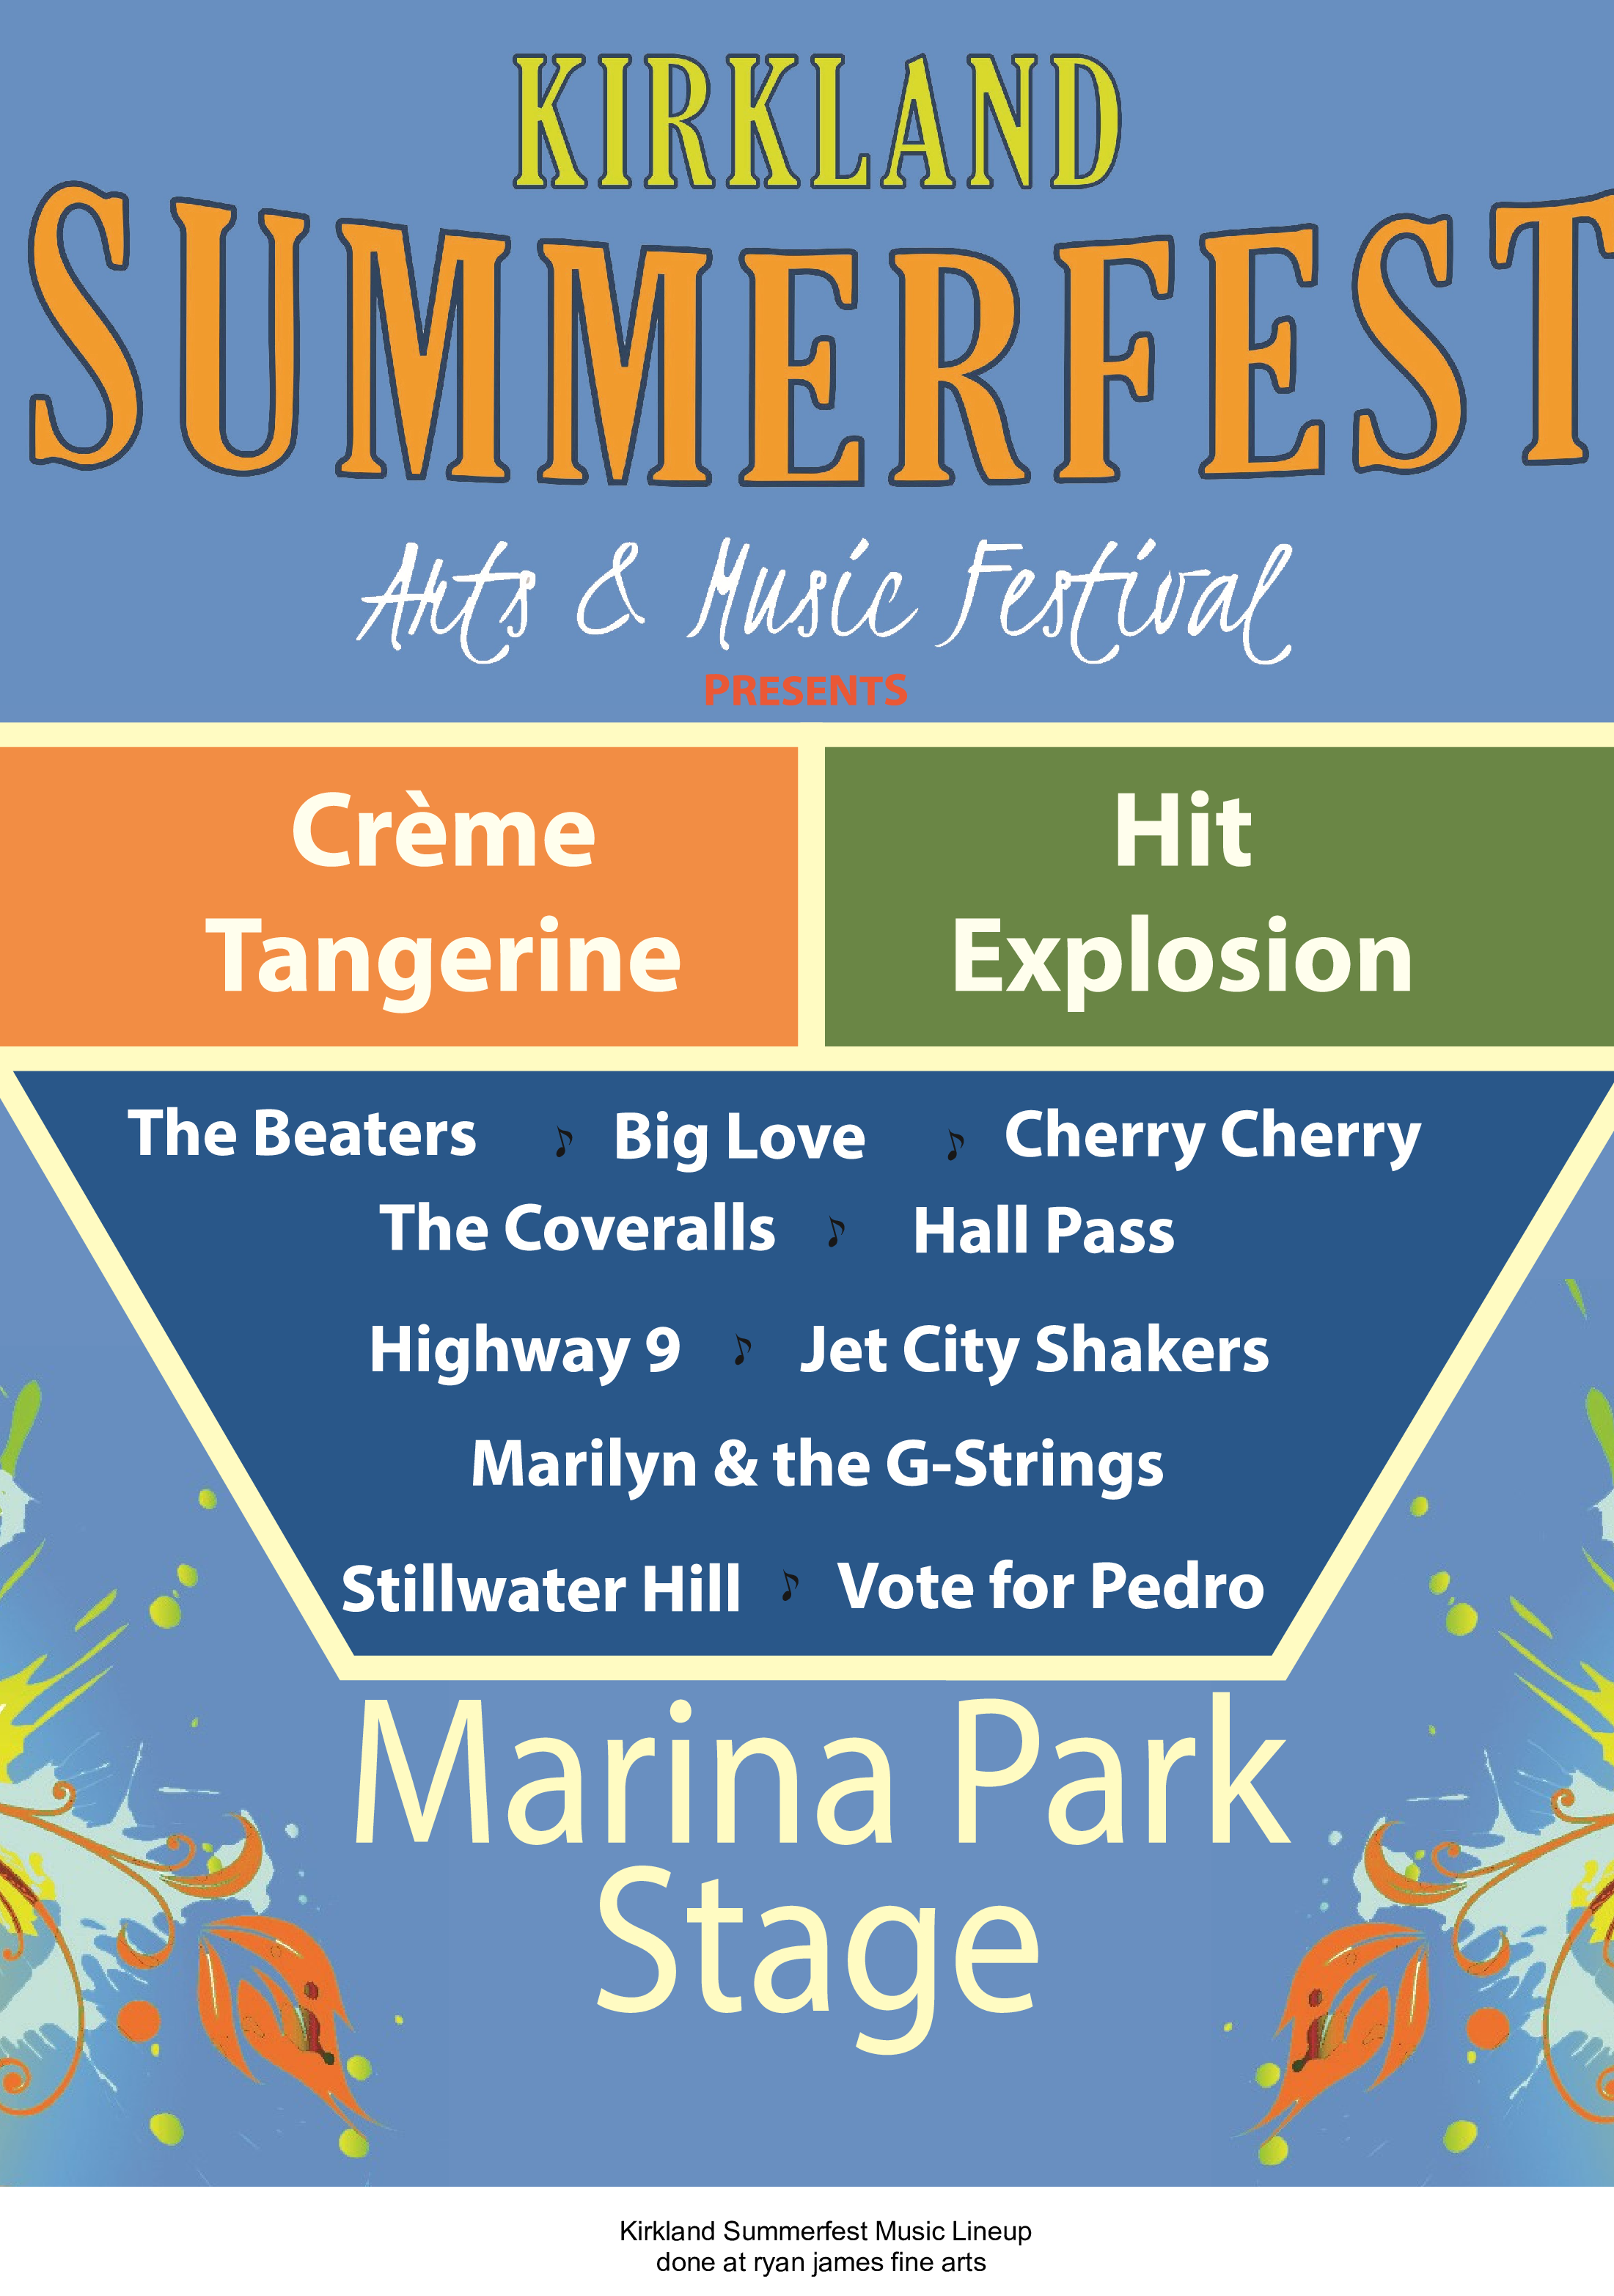 KIRKLAND
SUMMERFEST
Arts & Music Festival
PRESENTS
Crème
Tangerine
Hit
Explosion
The Beaters ♪ Big Love ♪ Cherry Cherry
The Coveralls ♪ Hall Pass
Highway 9 ♪ Jet City Shakers
Marilyn & the G-Strings
Stillwater Hill ♪ Vote for Pedro
Marina Park
Stage
Kirkland Summerfest Music Lineup
done at ryan james fine arts